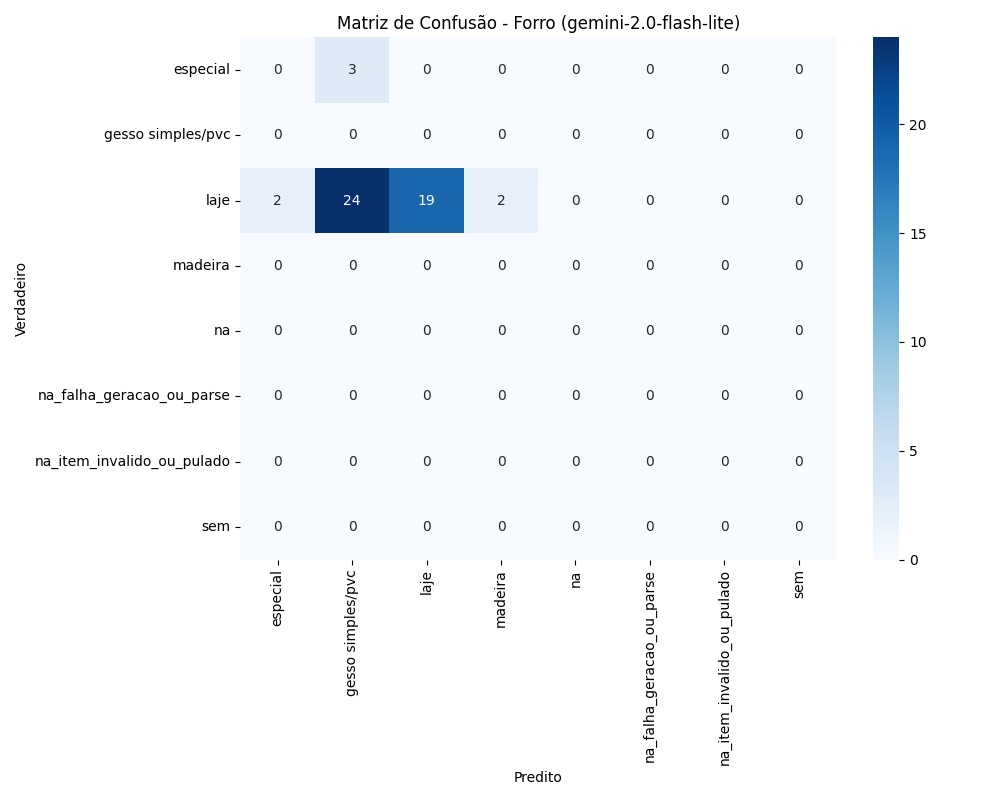 Matriz de Confusão - Forro (gemini-2.0-flash-lite)
especial 0 3 0 0 0 0 0 0
gesso simples/pvc 0 0 0 0 0 0 0 0
laje 2 24 19 2 0 0 0 0
madeira 0 0 0 0 0 0 0 0
na 0 0 0 0 0 0 0 0
na_falha_geracao_ou_parse 0 0 0 0 0 0 0 0
na_item_invalido_ou_pulado 0 0 0 0 0 0 0 0
sem 0 0 0 0 0 0 0 0
Verdadeiro
especial
gesso simples/pvc
laje
madeira
na
na_falha_geracao_ou_parse
na_item_invalido_ou_pulado
sem
Predito
20
15
10
5
0